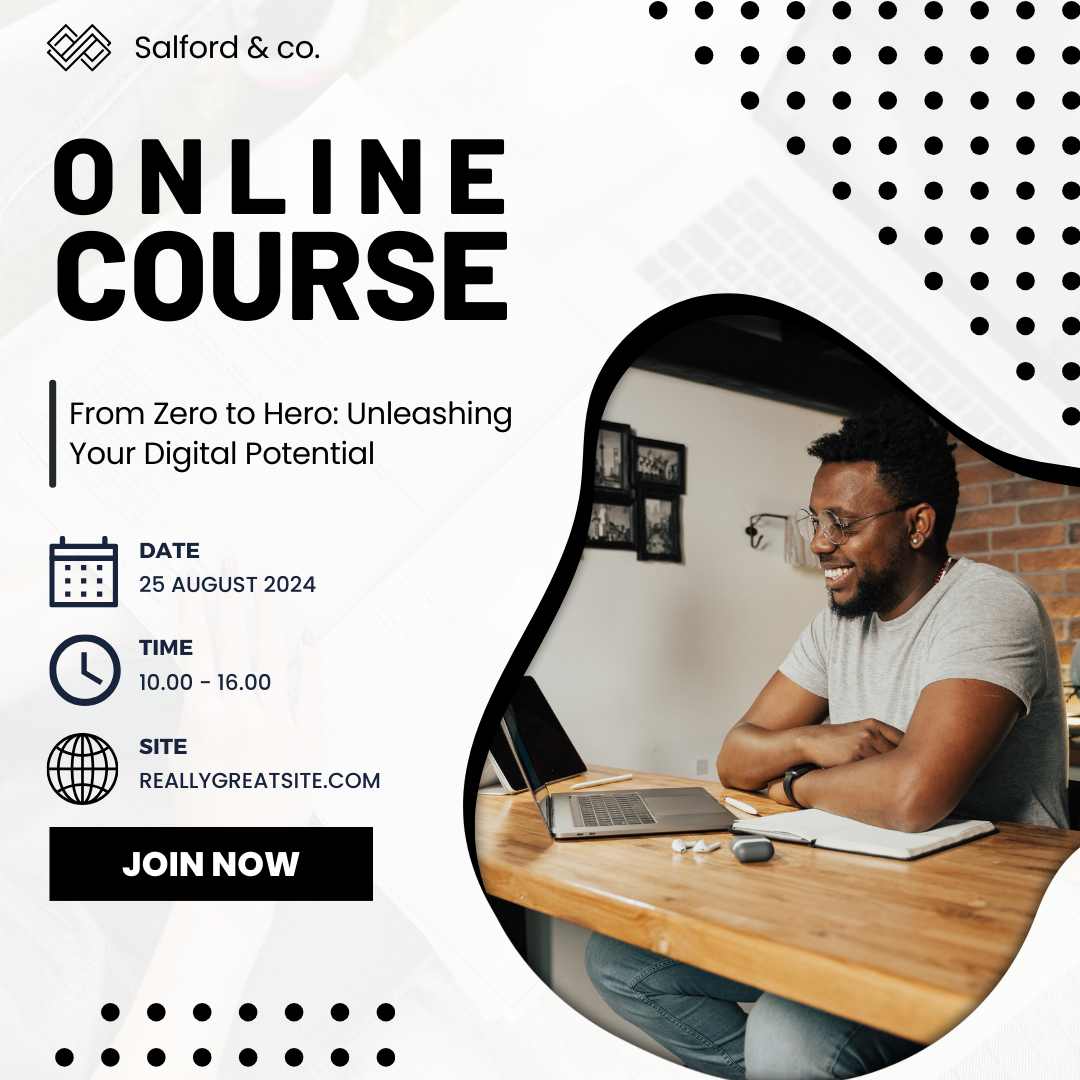 Salford & co.
ONLINE
COURSE
From Zero to Hero: Unleashing
Your Digital Potential
DATE
25 AUGUST 2024
TIME
10.00 - 16.00
SITE
REALLYGREATSITE.COM
JOIN NOW